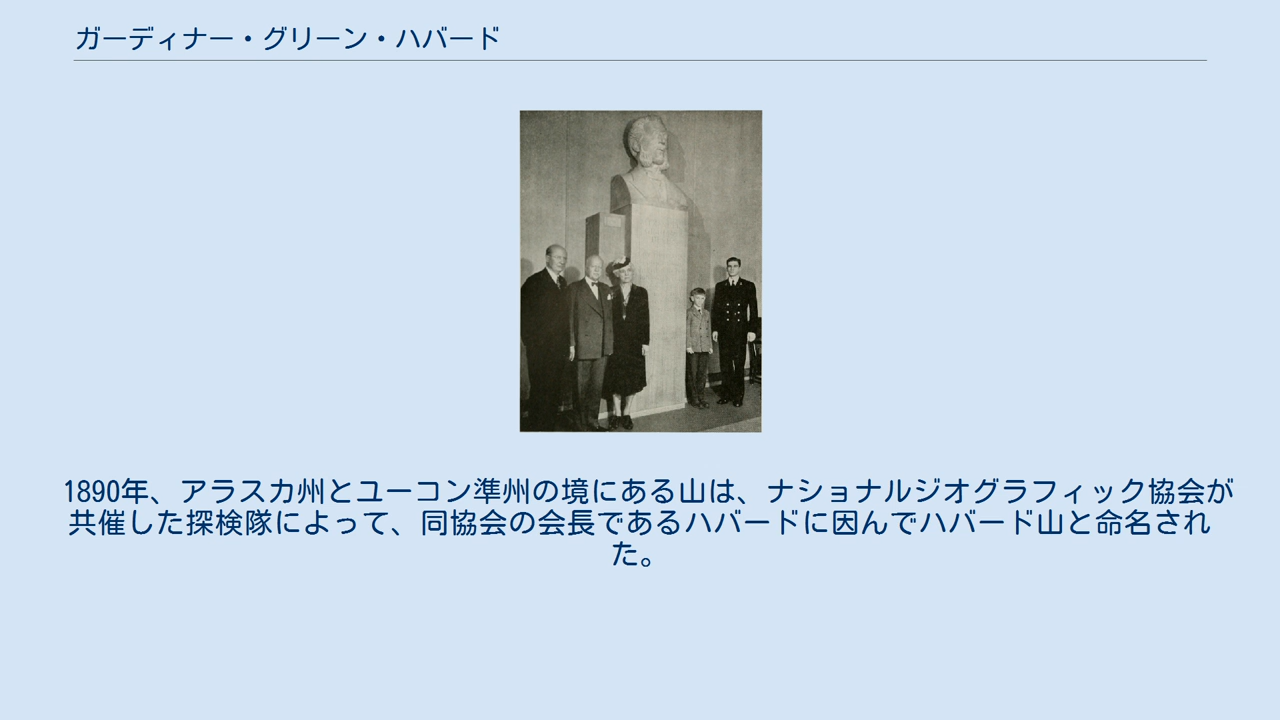 ガーディナー・グリーン・ハバード
1890年、アラスカ州とユーコン準州の境にある山は、ナショナルジオグラフィック協会が
共催した探検隊によって、同協会の会長であるハバードに因んでハバード山と命名され
た。